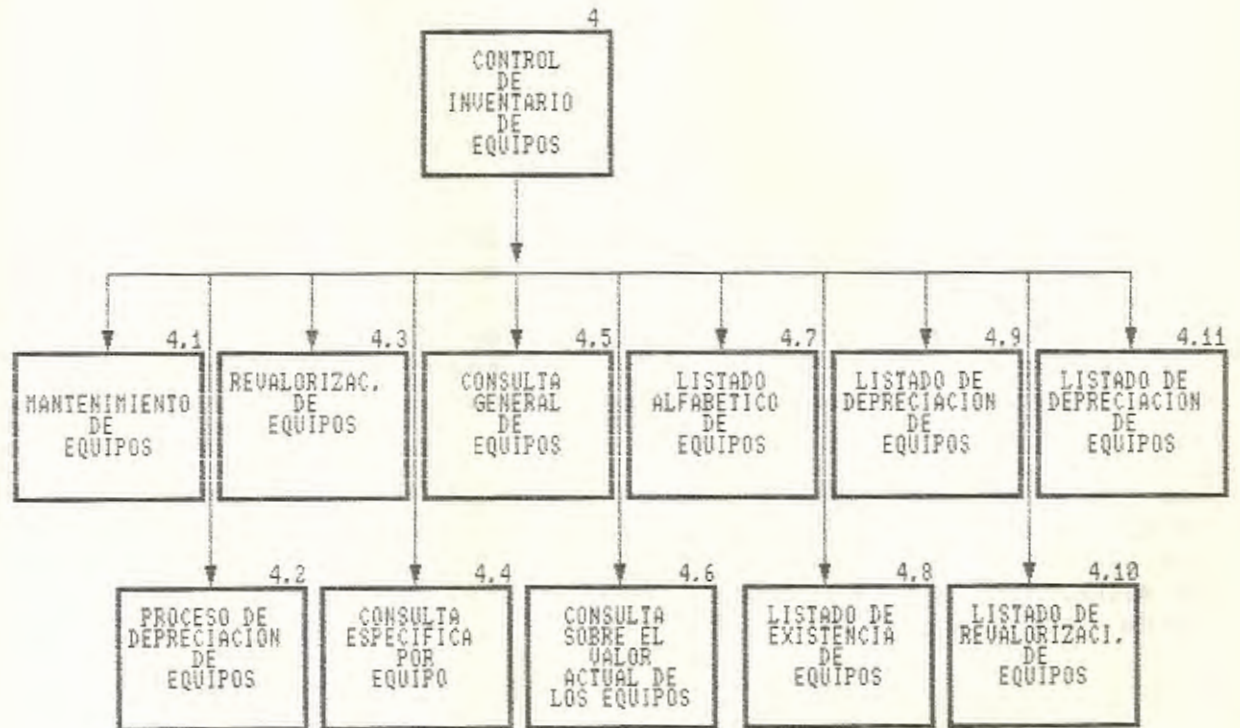 4
CONTROL
DE
INVENTARIO
DE
EQUIPOS
4.1
MANTENIMIENTO
DE
EQUIPOS
4.3
REVALORIZAC.
DE
EQUIPOS
4.5
CONSULTA
GENERAL
DE
EQUIPOS
4.7
LISTADO
ALFABETICO
DE
EQUIPOS
4.9
LISTADO DE
DEPRECIACION
DE
EQUIPOS
4.11
LISTADO DE
DEPRECIACION
DE
EQUIPOS
4.2
PROCESO DE
DEPRECIACION
DE
EQUIPOS
4.4
CONSULTA
ESPECIFICA
POR
EQUIPO
4.6
CONSULTA
SOBRE EL
VALOR
ACTUAL DE
LOS EQUIPOS
4.8
LISTADO DE
EXISTENCIA
DE
EQUIPOS
4.10
LISTADO DE
REVALORIZACI.
DE
EQUIPOS